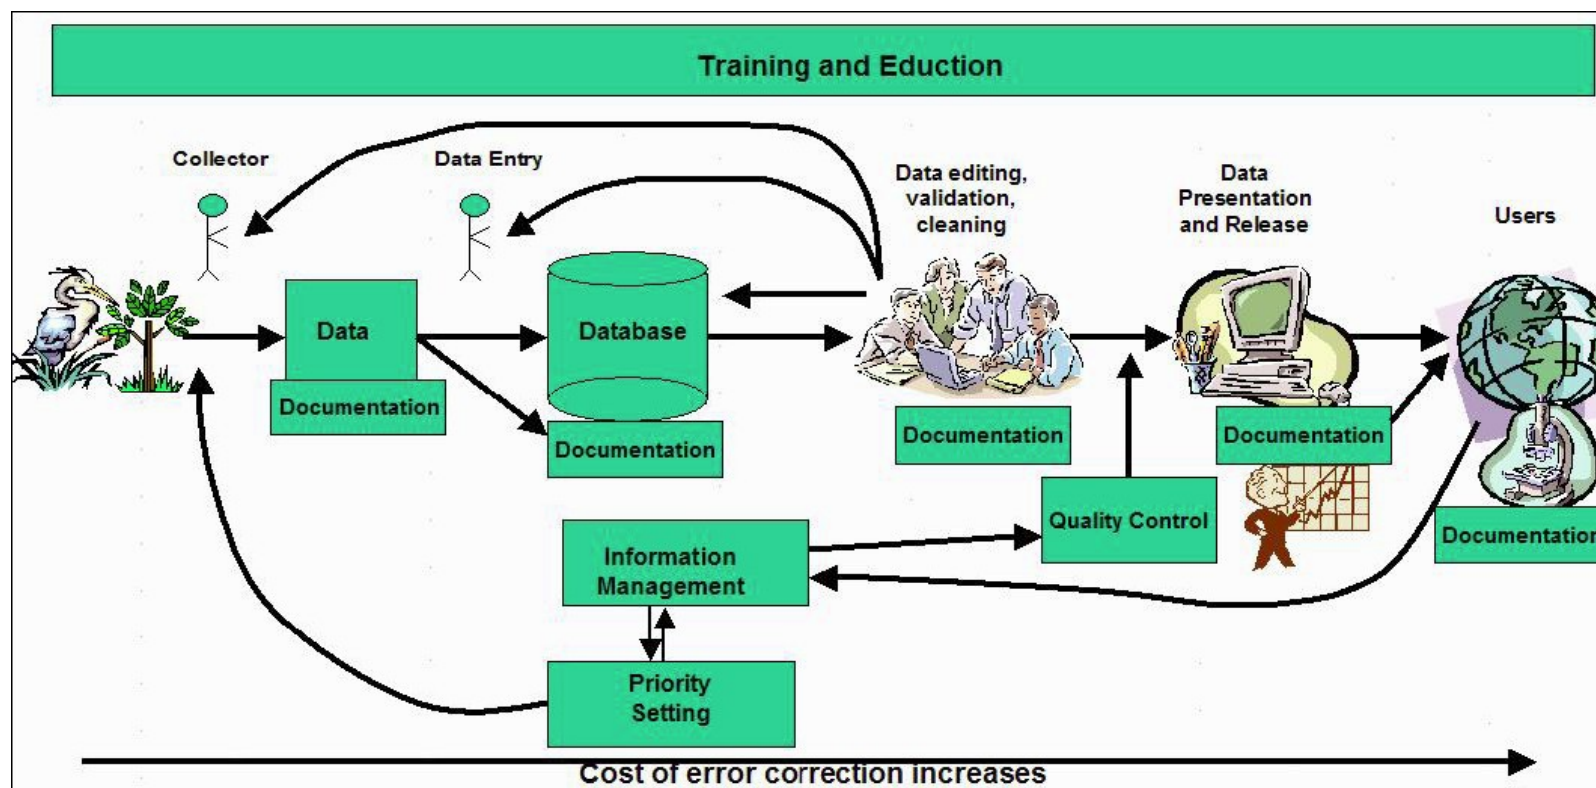 Training and Eduction
Collector
Data Entry
Data editing,
validation,
cleaning
Data
Presentation
and Release
Users
Data
Database
Documentation
Documentation
Documentation
Documentation
Quality Control
Documentation
Information
Management
Priority
Setting
Cost of error correction increases